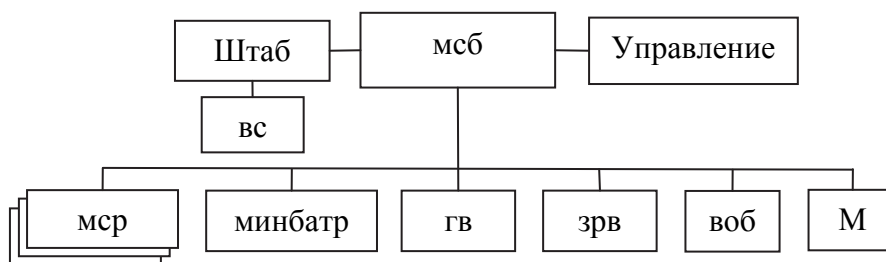 Штаб
мсб
Управление
вс
мср
минбатр
гв
зрв
воб
М